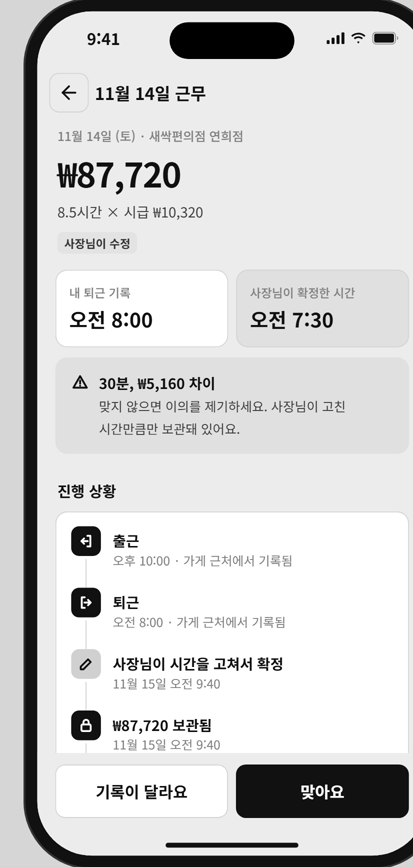 9:41
11월 14일 근무
11월 14일 (토) · 새싹편의점 연희점
₩87,720
8.5시간 × 시급 ₩10,320
사장님이 수정
내 퇴근 기록
오전 8:00
사장님이 확정한 시간
오전 7:30
30분, ₩5,160 차이
맞지 않으면 이의를 제기하세요. 사장님이 고친
시간만큼만 보관돼 있어요.
진행 상황
출근
오후 10:00 · 가게 근처에서 기록됨
퇴근
오전 8:00 · 가게 근처에서 기록됨
사장님이 시간을 고쳐서 확정
11월 15일 오전 9:40
₩87,720 보관됨
11월 15일 오전 9:40
기록이 달라요
맞아요